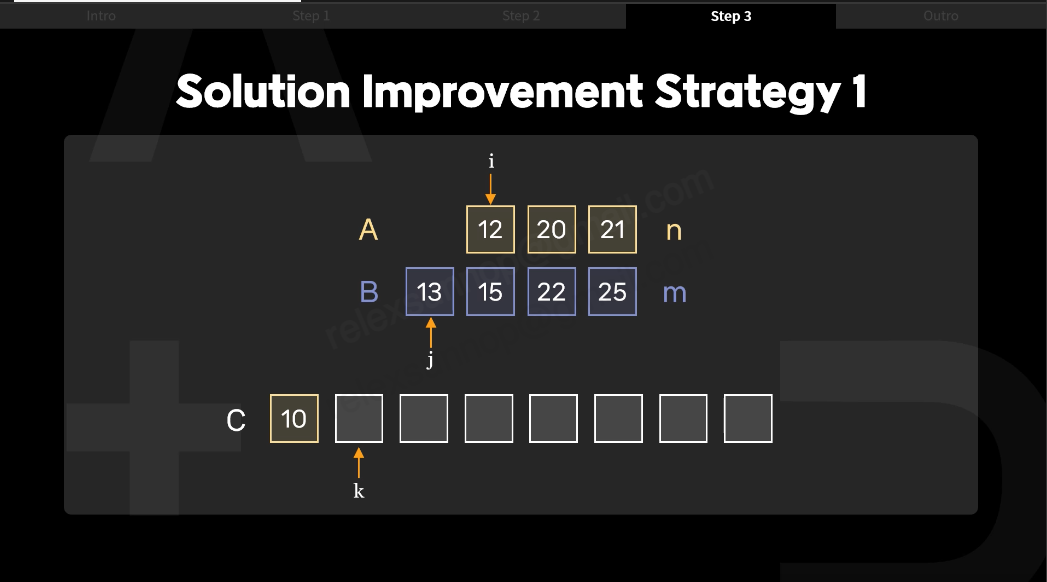 Intro Step 1 Step 2 Step 3 Outro
Solution Improvement Strategy 1
i
A 12 20 21 n
B 13 15 22 25 m
j
C 10
k